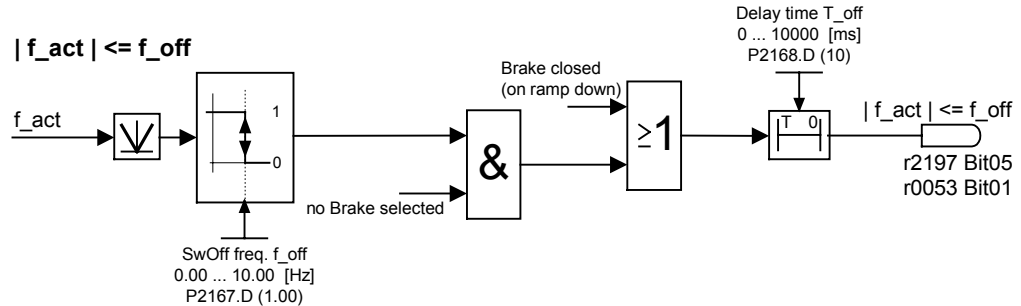 | f_act | <= f_off
f_act
1
0
SwOff freq. f_off
0.00 ... 10.00 [Hz]
P2167.D (1.00)
no Brake selected
&
Brake closed
(on ramp down)
≥1
Delay time T_off
0 ... 10000 [ms]
P2168.D (10)
T 0
| f_act | <= f_off
r2197 Bit05
r0053 Bit01